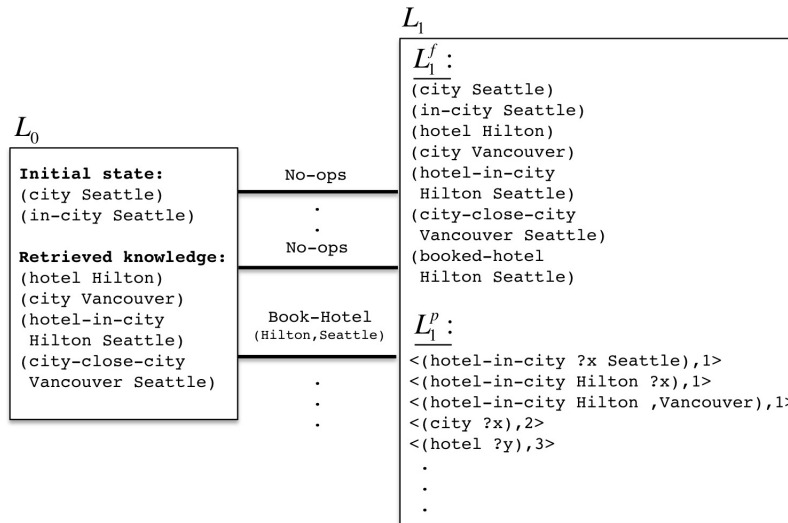 L0
Initial state:
(city Seattle)
(in-city Seattle)
Retrieved knowledge:
(hotel Hilton)
(city Vancouver)
(hotel-in-city
Hilton Seattle)
(city-close-city
Vancouver Seattle)
No-ops
.
.
No-ops
Book-Hotel
(Hilton,Seattle)
.
.
.
L1
L1f :
(city Seattle)
(in-city Seattle)
(hotel Hilton)
(city Vancouver)
(hotel-in-city
Hilton Seattle)
(city-close-city
Vancouver Seattle)
(booked-hotel
Hilton Seattle)
L1p :
<(hotel-in-city ?x Seattle),1>
<(hotel-in-city Hilton ?x),1>
<(hotel-in-city Hilton ,Vancouver),1>
<(city ?x),2>
<(hotel ?y),3>
.
.
.